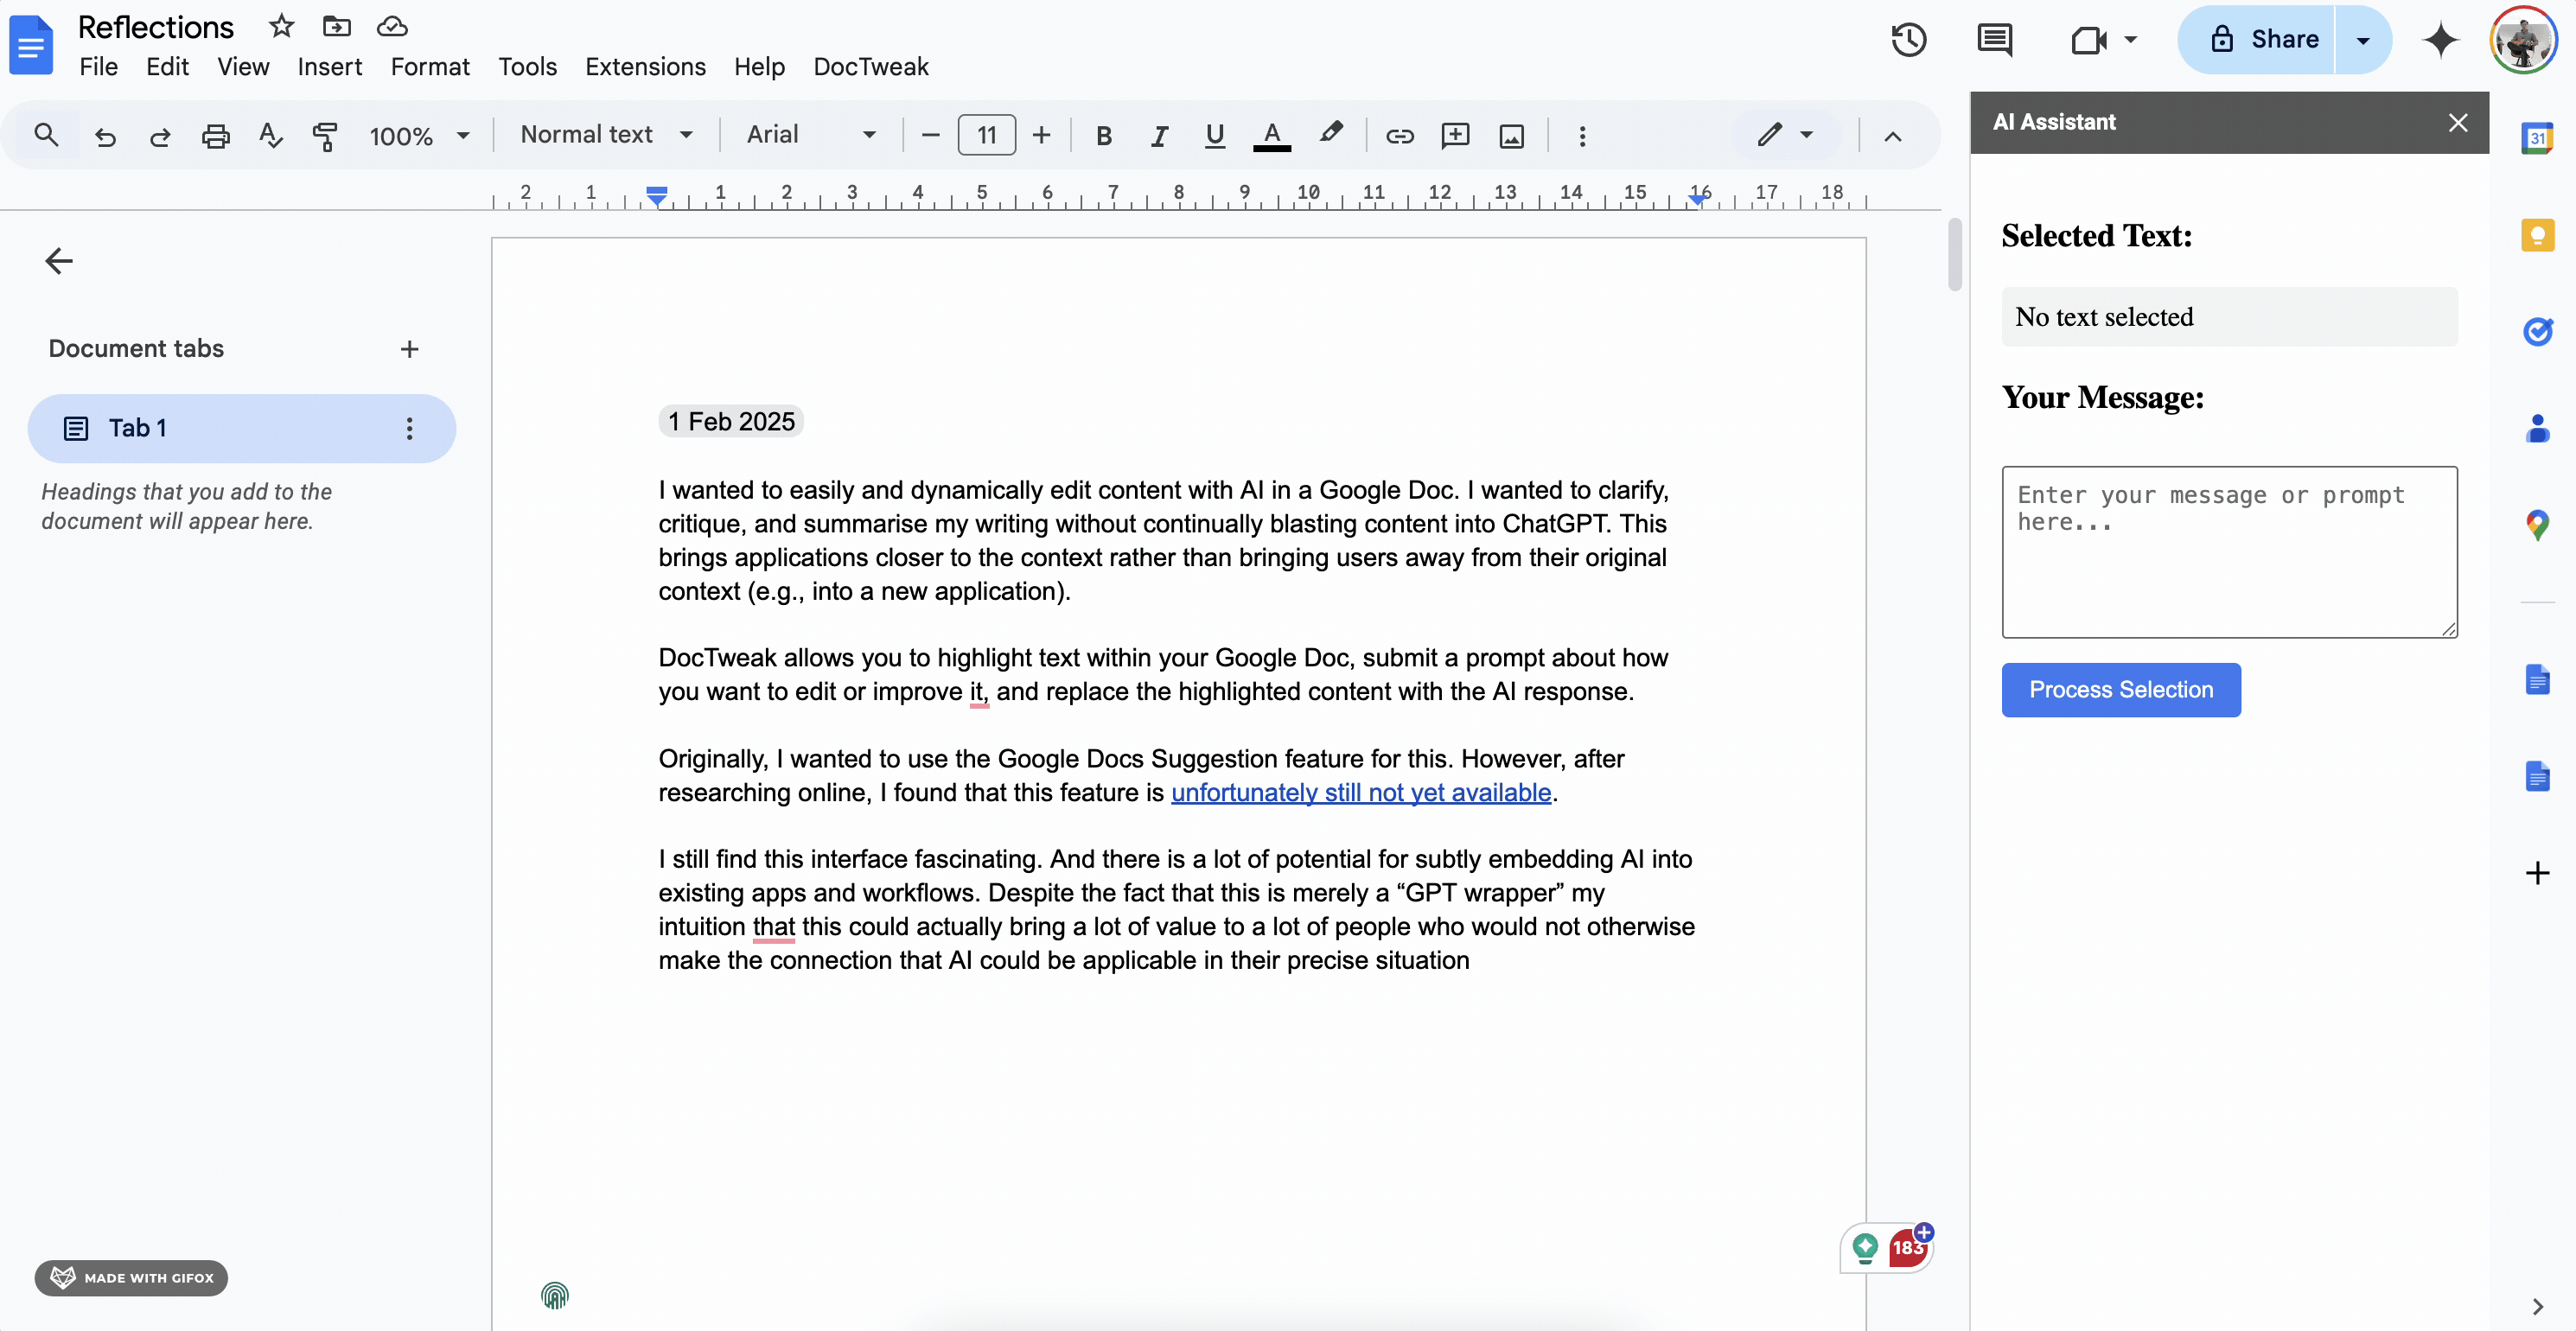 Reflections
File Edit View Insert Format Tools Extensions Help DocTweak
Share
100% Normal text Arial 11 B I U A
2 1 1 2 3 4 5 6 7 8 9 10 11 12 13 14 15 16 17 18
Document tabs
Tab 1
Headings that you add to the
document will appear here.
1 Feb 2025
I wanted to easily and dynamically edit content with AI in a Google Doc. I wanted to clarify,
critique, and summarise my writing without continually blasting content into ChatGPT. This
brings applications closer to the context rather than bringing users away from their original
context (e.g., into a new application).
DocTweak allows you to highlight text within your Google Doc, submit a prompt about how
you want to edit or improve it, and replace the highlighted content with the AI response.
Originally, I wanted to use the Google Docs Suggestion feature for this. However, after
researching online, I found that this feature is unfortunately still not yet available.
I still find this interface fascinating. And there is a lot of potential for subtly embedding AI into
existing apps and workflows. Despite the fact that this is merely a “GPT wrapper” my
intuition that this could actually bring a lot of value to a lot of people who would not otherwise
make the connection that AI could be applicable in their precise situation
183
MADE WITH GIFOX
AI Assistant
Selected Text:
No text selected
Your Message:
Enter your message or prompt
here...
Process Selection
31